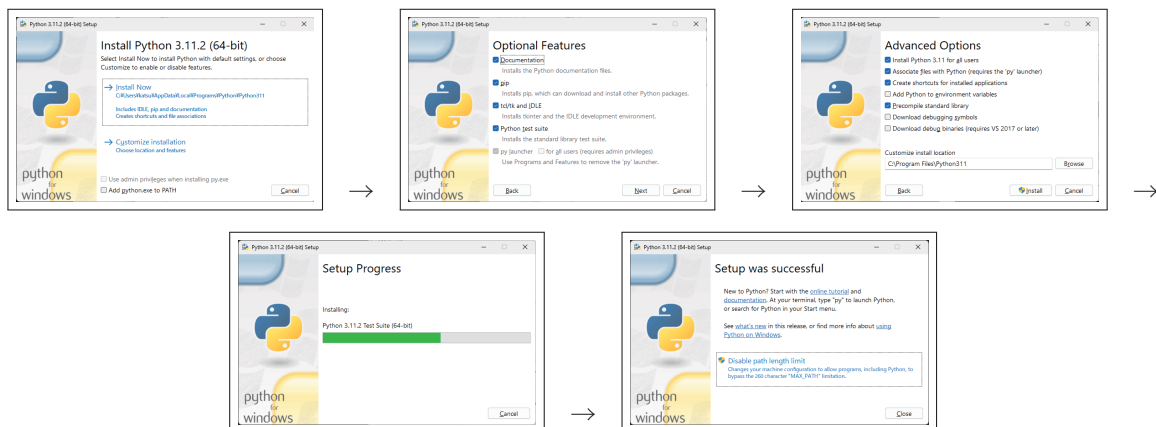 Python 3.11.2 (64-bit) Setup
Install Python 3.11.2 (64-bit)
Select Install Now to install Python with default settings, or choose
Customize to enable or disable features.
→ Install Now
C:¥Users¥katsu¥AppData¥Local¥Programs¥Python¥Python311
Includes IDLE, pip and documentation
Creates shortcuts and file associations
→ Customize installation
Choose location and features
Use admin privileges when installing py.exe
Add python.exe to PATH
Cancel
python
for
windows
→
Python 3.11.2 (64-bit) Setup
Optional Features
Documentation
Installs the Python documentation files.
pip
Installs pip, which can download and install other Python packages.
tcl/tk and IDLE
Installs tkinter and the IDLE development environment.
Python test suite
Installs the standard library test suite.
py launcher for all users (requires admin privileges)
Use Programs and Features to remove the 'py' launcher.
Back
Next
Cancel
python
for
windows
→
Python 3.11.2 (64-bit) Setup
Advanced Options
Install Python 3.11 for all users
Associate files with Python (requires the 'py' launcher)
Create shortcuts for installed applications
Add Python to environment variables
Precompile standard library
Download debugging symbols
Download debug binaries (requires VS 2017 or later)
Customize install location
C:\Program Files\Python311
Browse
Back
Install
Cancel
python
for
windows
→
Python 3.11.2 (64-bit) Setup
Setup Progress
Installing:
Python 3.11.2 Test Suite (64-bit)
Cancel
python
for
windows
→
Python 3.11.2 (64-bit) Setup
Setup was successful
New to Python? Start with the online tutorial and
documentation. At your terminal, type "py" to launch Python,
or search for Python in your Start menu.
See what's new in this release, or find more info about using
Python on Windows.
Disable path length limit
Changes your machine configuration to allow programs, including Python, to
bypass the 260 character "MAX_PATH" limitation.
Close
python
for
windows